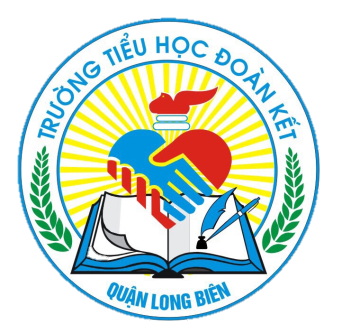 TRƯỜNG TIỂU HỌC ĐOÀN KẾT
QUẬN LONG BIÊN